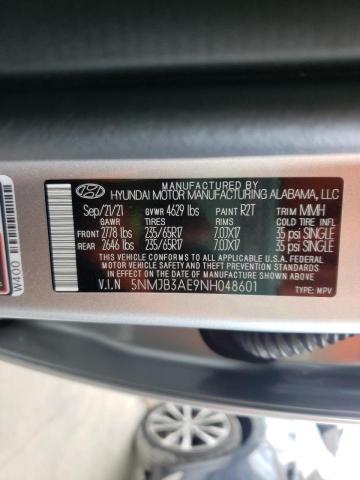 MANUFACTURED BY
HYUNDAI MOTOR MANUFACTURING ALABAMA, LLC
Sep/21/21 GVWR 4629 lbs PAINT R2T TRIM MMH
GAWR TIRES RIMS COLD TIRE INFL
FRONT 2778 lbs 235/65R17 7.0JX17 35 psi SINGLE
REAR 2646 lbs 235/65R17 7.0JX17 35 psi SINGLE
THIS VEHICLE CONFORMS TO ALL APPLICABLE U.S.A FEDERAL
MOTOR VEHICLE SAFETY AND THEFT PREVENTION STANDARDS
IN EFFECT ON THE DATE OF MANUFACTURE SHOWN ABOVE.
V.I.N 5NMJB3AE9NH048601
TYPE: MPV
W400